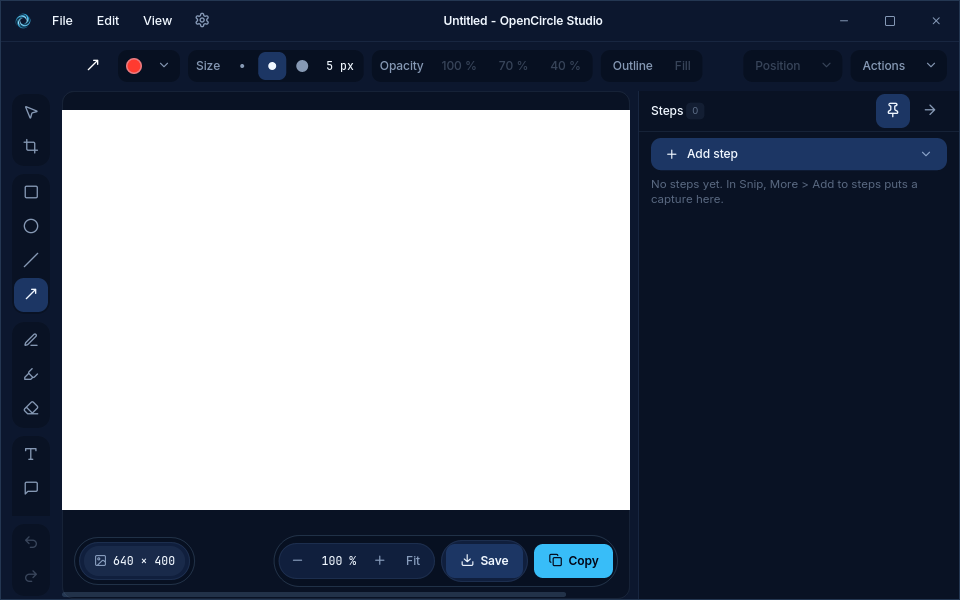 File Edit View Untitled - OpenCircle Studio
Size 5 px Opacity 100 % 70 % 40 % Outline Fill Position Actions
Steps 0
Add step
No steps yet. In Snip, More > Add to steps puts a
capture here.
640 × 400 100 % Fit Save Copy